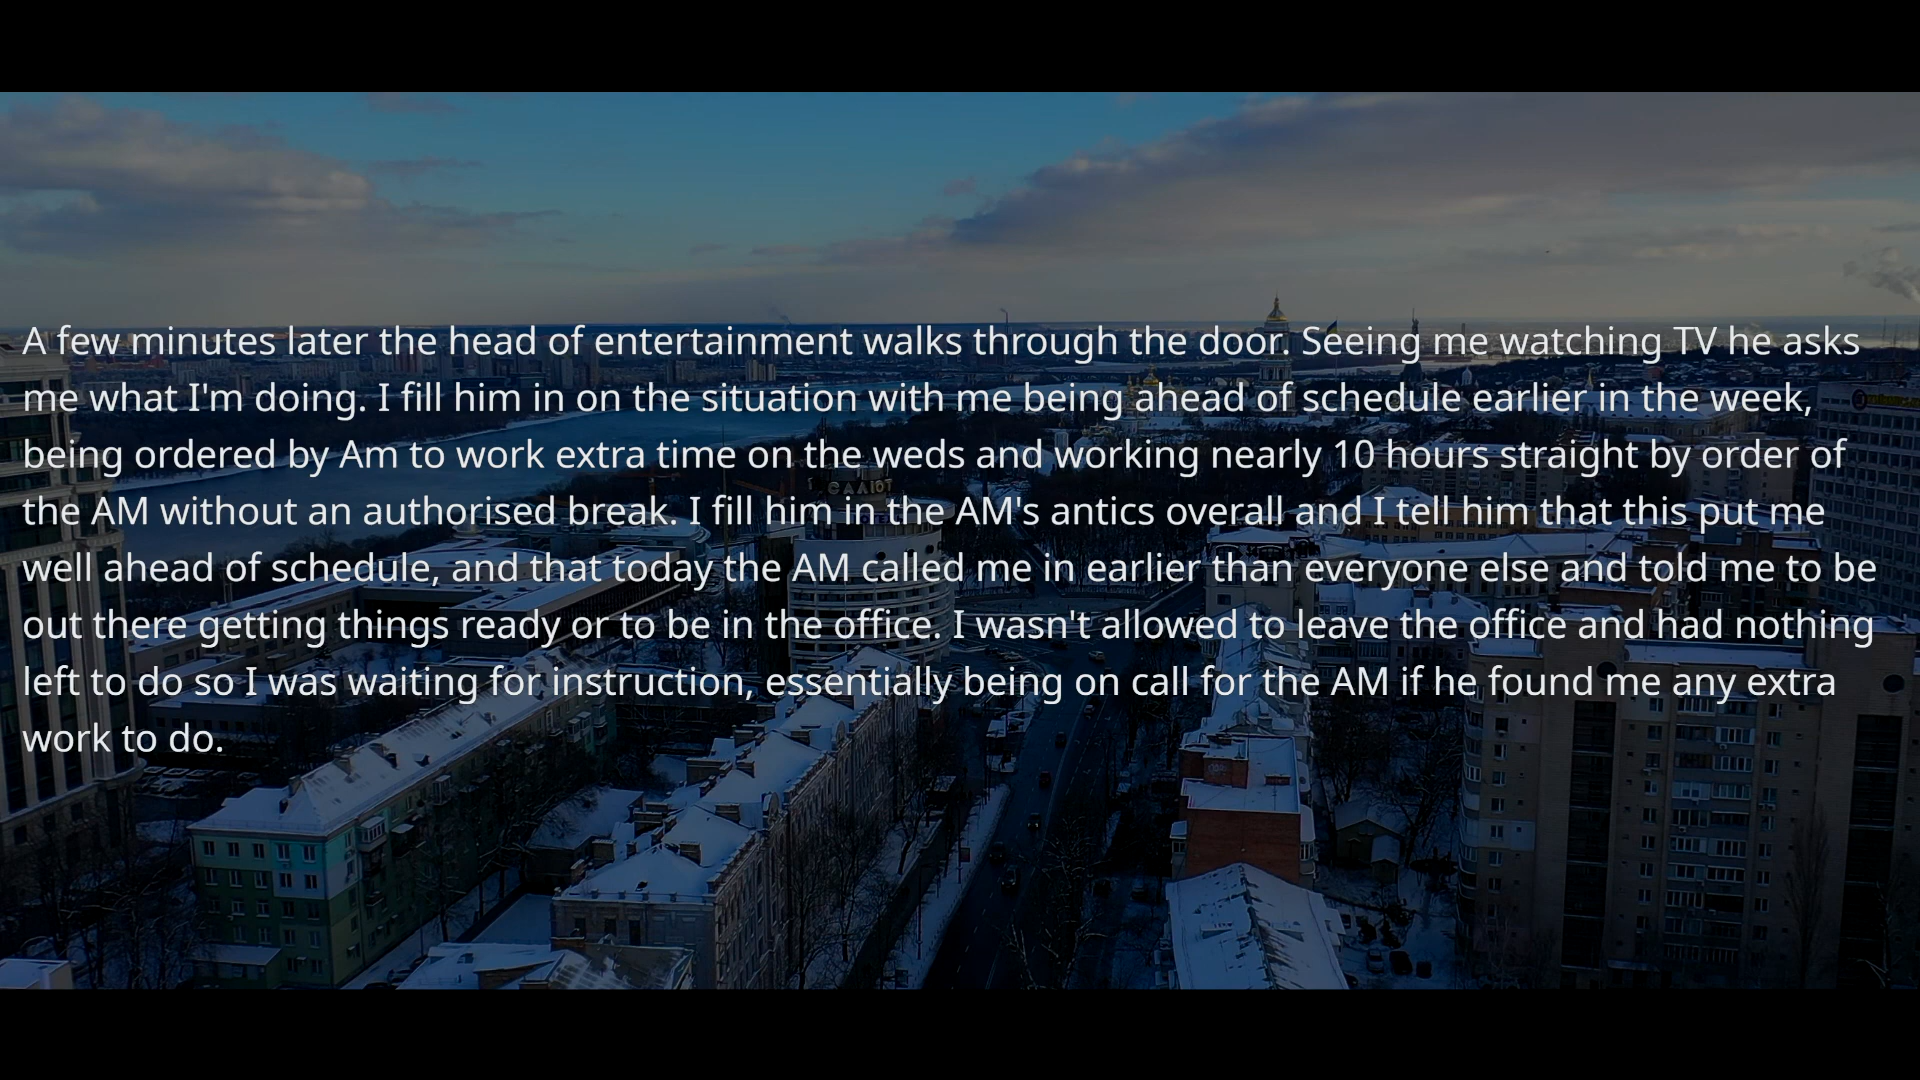 A few minutes later the head of entertainment walks through the door. Seeing me watching TV he asks
me what I'm doing. I fill him in on the situation with me being ahead of schedule earlier in the week,
being ordered by Am to work extra time on the weds and working nearly 10 hours straight by order of
the AM without an authorised break. I fill him in the AM's antics overall and I tell him that this put me
well ahead of schedule, and that today the AM called me in earlier than everyone else and told me to be
out there getting things ready or to be in the office. I wasn't allowed to leave the office and had nothing
left to do so I was waiting for instruction, essentially being on call for the AM if he found me any extra
work to do.
САЛЮТ